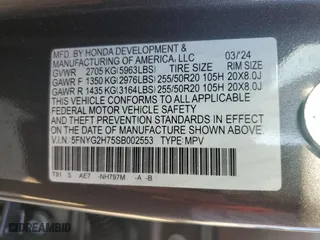 MFD. BY HONDA DEVELOPMENT &
MANUFACTURING OF AMERICA, LLC 03/24
GVWR 2705 KG(5963LBS) TIRE SIZE RIM SIZE
GAWR F 1350 KG(2976LBS) 255/50R20 105H 20X8.0J
GAWR R 1435 KG(3164LBS) 255/50R20 105H 20X8.0J
THIS VEHICLE CONFORMS TO ALL APPLICABLE
FEDERAL MOTOR VEHICLE SAFETY AND
THEFT PREVENTION STANDARDS IN EFFECT
ON THE DATE OF MANUFACTURE SHOWN ABOVE.
V.I.N. 5FNYG2H75SB002553 TYPE: MPV
T91 S AE7 -NH797M -A -B
AUTOBIDMASTER